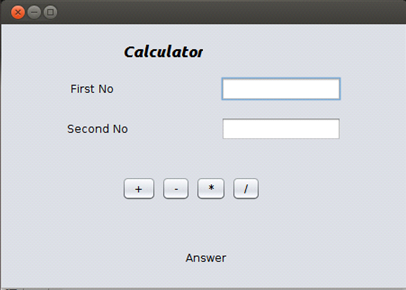 Calculator
First No
Second No
+ - * /
Answer